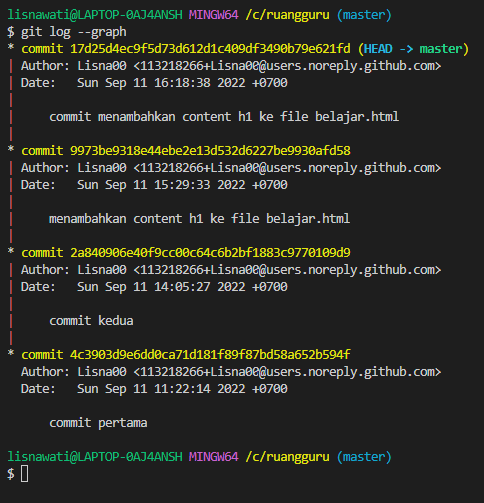 lisnawati@LAPTOP-0AJ4ANSH MINGW64 /c/ruangguru (master)
$ git log --graph
* commit 17d25d4ec9f5d73d612d1c409df3490b79e621fd (HEAD -> master)
| Author: Lisna00 <113218266+Lisna00@users.noreply.github.com>
| Date:   Sun Sep 11 16:18:38 2022 +0700
|
|     commit menambahkan content h1 ke file belajar.html
|
* commit 9973be9318e44ebe2e13d532d6227be9930afd58
| Author: Lisna00 <113218266+Lisna00@users.noreply.github.com>
| Date:   Sun Sep 11 15:29:33 2022 +0700
|
|     menambahkan content h1 ke file belajar.html
|
* commit 2a840906e40f9cc00c64c6b2bf1883c9770109d9
| Author: Lisna00 <113218266+Lisna00@users.noreply.github.com>
| Date:   Sun Sep 11 14:05:27 2022 +0700
|
|     commit kedua
|
* commit 4c3903d9e6dd0ca71d181f89f87bd58a652b594f
  Author: Lisna00 <113218266+Lisna00@users.noreply.github.com>
  Date:   Sun Sep 11 11:22:14 2022 +0700

      commit pertama

lisnawati@LAPTOP-0AJ4ANSH MINGW64 /c/ruangguru (master)
$